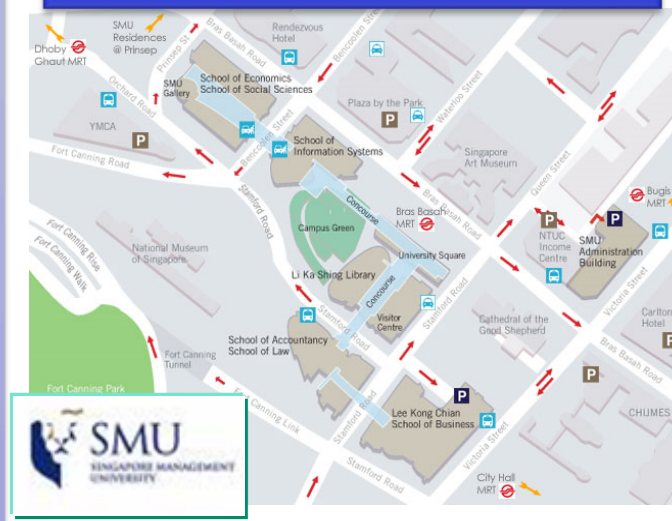 SMU
Residences
@ Prinsep
Dhoby
Ghaut MRT
Prinsep St
Bras Basah Road
Rendezvous
Hotel
Bencoolen Street
Orchard Road
SMU
Gallery
School of Economics
School of Social Sciences
Plaza by the Park
P
Waterloo Street
YMCA
P
Fort Canning Road
Bencoolen Street
School of
Information Systems
Singapore
Art Museum
Queen Street
Bras Basah Road
Bugis
MRT
Stamford Road
Concourse
Campus Green
Bras Basah
MRT
P
NTUC
Income
Centre
P
SMU
Administration
Building
Fort Canning Rise
Fort Canning Walk
National Museum
of Singapore
University Square
Li Ka Shing Library
Concourse
Victoria Street
Visitor
Centre
Stamford Road
Stamford Road
Cathedral of the
Good Shepherd
Carlton
Hotel
P
School of Accountancy
School of Law
Bras Basah Road
Fort Canning
Tunnel
P
P
Fort Canning Park
Fort Canning Link
Stamford Road
Lee Kong Chian
School of Business
CHIJMES
Victoria Street
Stamford Road
City Hall
MRT
SMU
SINGAPORE MANAGEMENT
UNIVERSITY